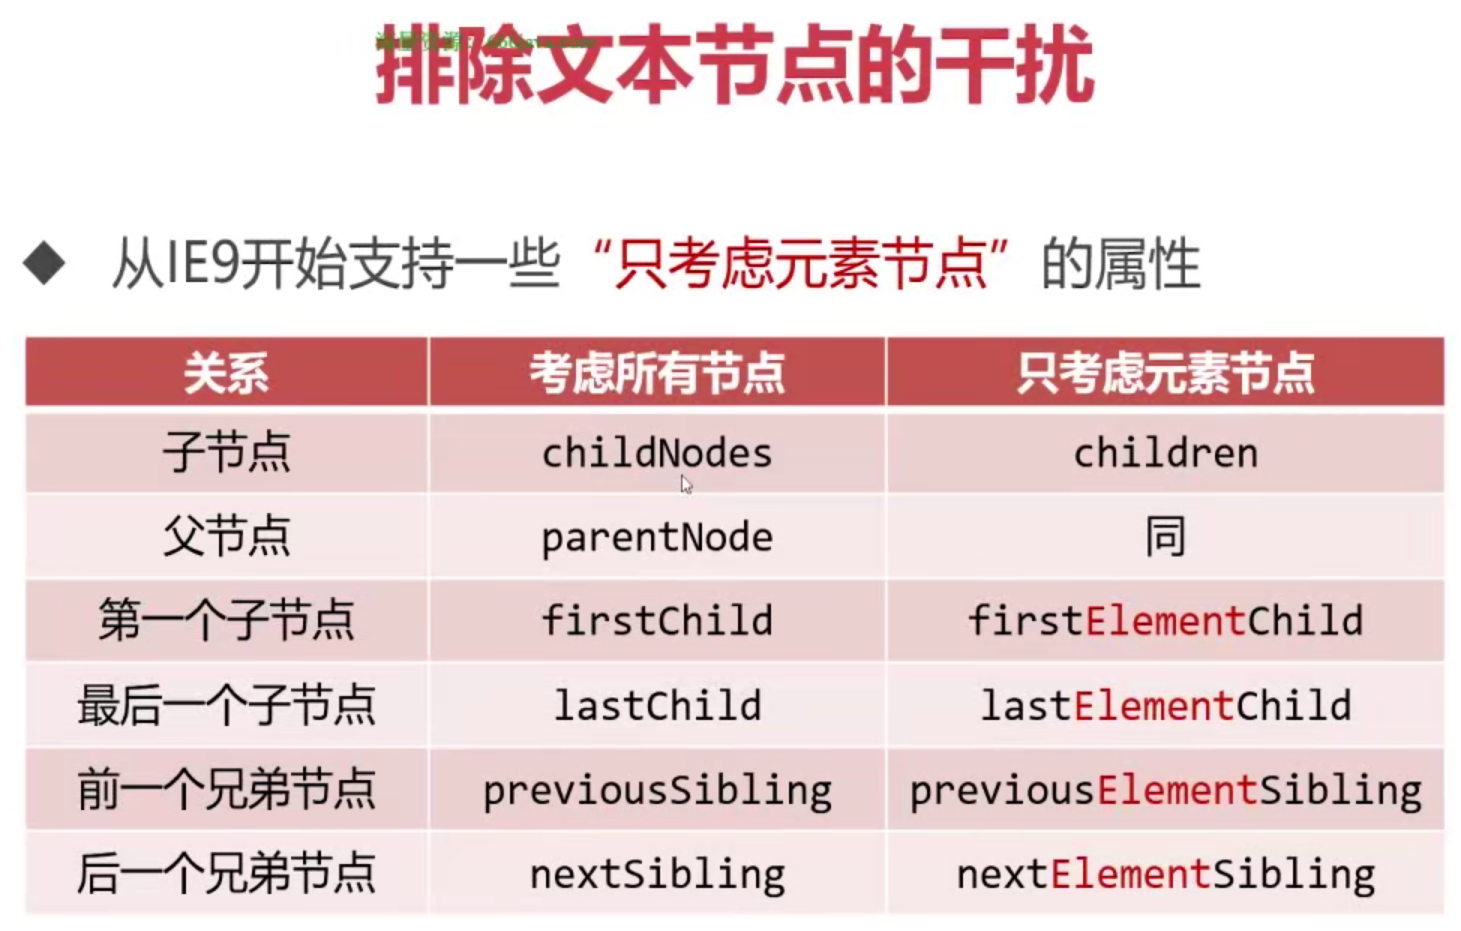 排除文本节点的干扰
从IE9开始支持一些“只考虑元素节点”的属性
关系 考虑所有节点 只考虑元素节点
子节点 childNodes children
父节点 parentNode 同
第一个子节点 firstChild firstElementChild
最后一个子节点 lastChild lastElementChild
前一个兄弟节点 previousSibling previousElementSibling
后一个兄弟节点 nextSibling nextElementSibling